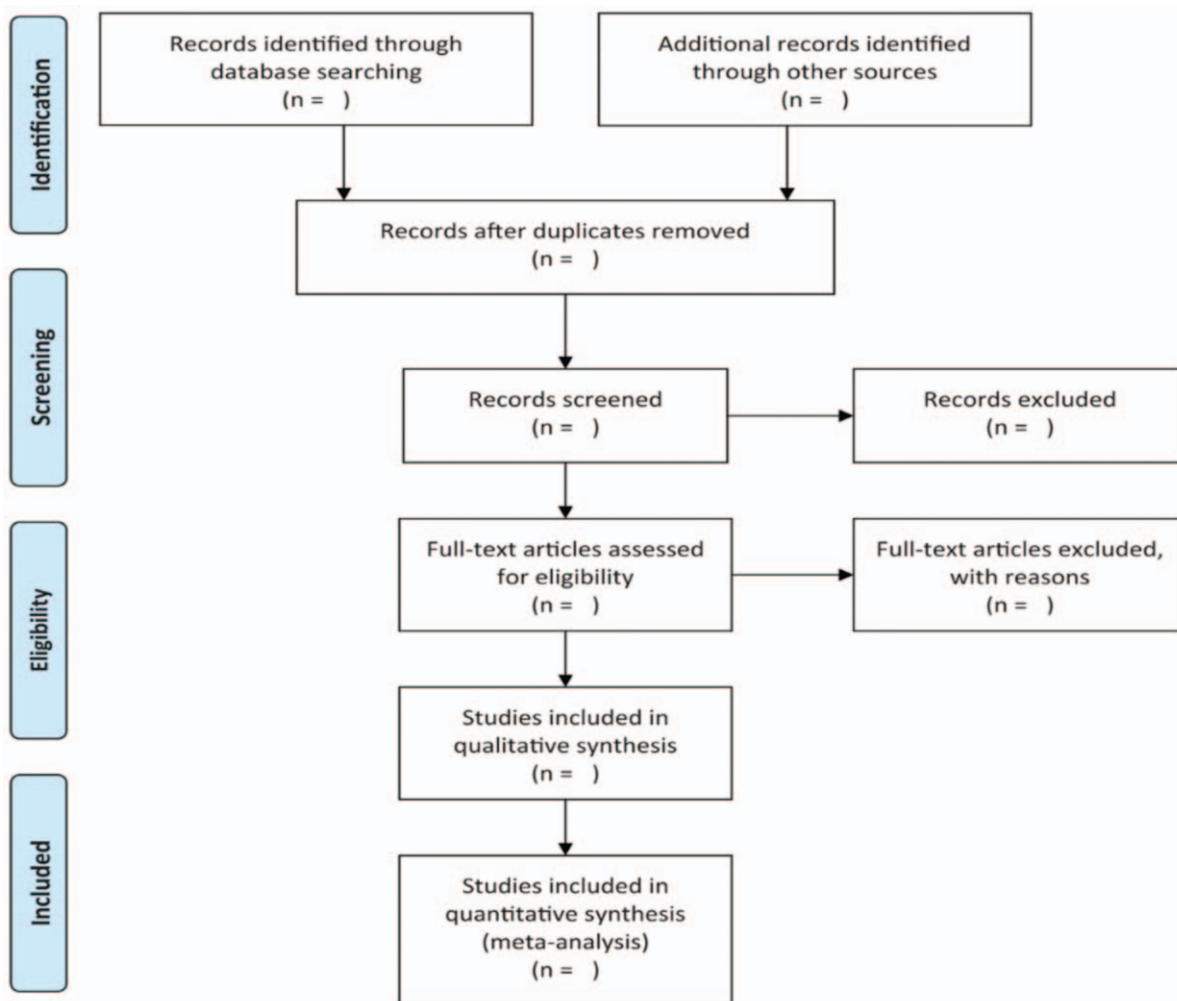 Identification
Records identified through
database searching
(n =   )
Additional records identified
through other sources
(n =   )
Records after duplicates removed
(n =   )
Screening
Records screened
(n =   )
Records excluded
(n =   )
Eligibility
Full-text articles assessed
for eligibility
(n =   )
Full-text articles excluded,
with reasons
(n =   )
Studies included in
qualitative synthesis
(n =   )
Included
Studies included in
quantitative synthesis
(meta-analysis)
(n =   )